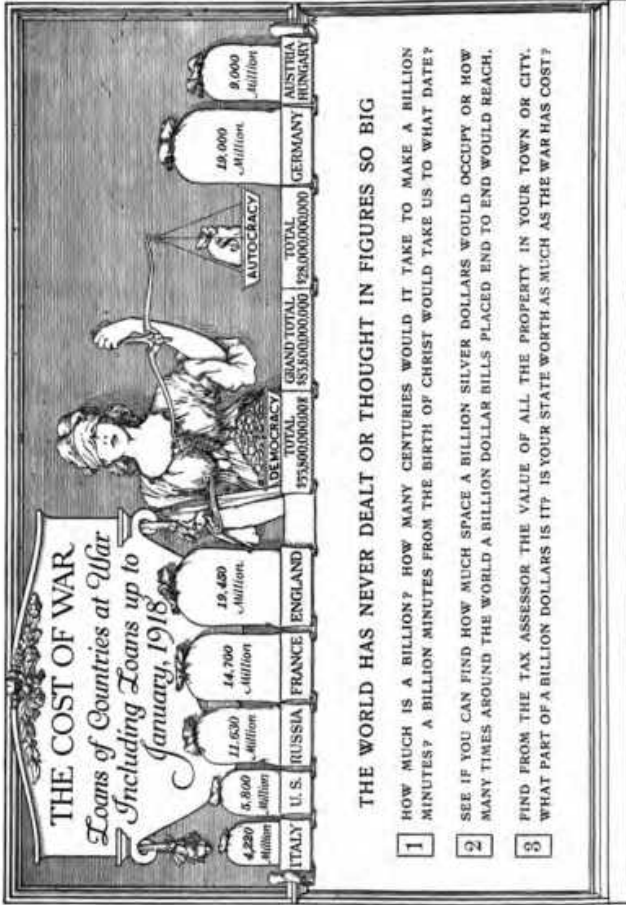 THE COST OF WAR
Loans of Countries at War
Including Loans up to
January, 1918
4,220
Million
ITALY
5,800
Million
U. S.
11,630
Million
RUSSIA
14,700
Million
FRANCE
19,450
Million.
ENGLAND
DEMOCRACY
TOTAL
$55,800,000,000
GRAND TOTAL
$83,800,000,000
AUTOCRACY
$
TOTAL
$28,000,000,000
19,000
Million.
GERMANY
9,000
Million
AUSTRIA
HUNGARY
THE WORLD HAS NEVER DEALT OR THOUGHT IN FIGURES SO BIG
1 HOW MUCH IS A BILLION? HOW MANY CENTURIES WOULD IT TAKE TO MAKE A BILLION
MINUTES? A BILLION MINUTES FROM THE BIRTH OF CHRIST WOULD TAKE US TO WHAT DATE?
2 SEE IF YOU CAN FIND HOW MUCH SPACE A BILLION SILVER DOLLARS WOULD OCCUPY OR HOW
MANY TIMES AROUND THE WORLD A BILLION DOLLAR BILLS PLACED END TO END WOULD REACH.
3 FIND FROM THE TAX ASSESSOR THE VALUE OF ALL THE PROPERTY IN YOUR TOWN OR CITY.
WHAT PART OF A BILLION DOLLARS IS IT? IS YOUR STATE WORTH AS MUCH AS THE WAR HAS COST?